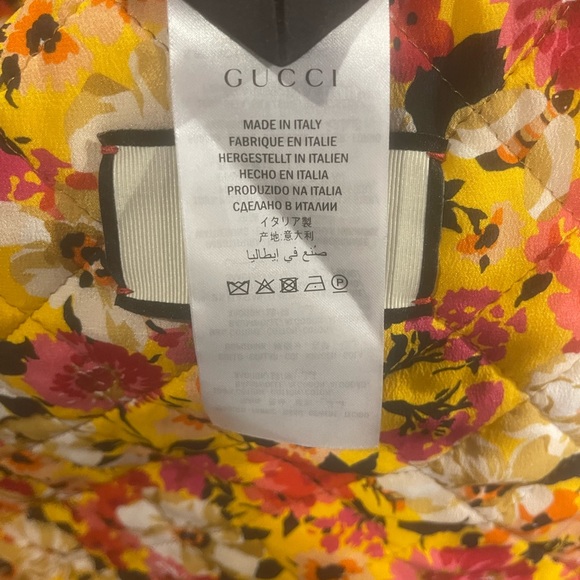 GUCCI
MADE IN ITALY
FABRIQUE EN ITALIE
HERGESTELLT IN ITALIEN
HECHO EN ITALIA
PRODUZIDO NA ITALIA
СДЕЛАНО В ИТАЛИИ
イタリア製
产地:意大利
صنع في إيطاليا
P